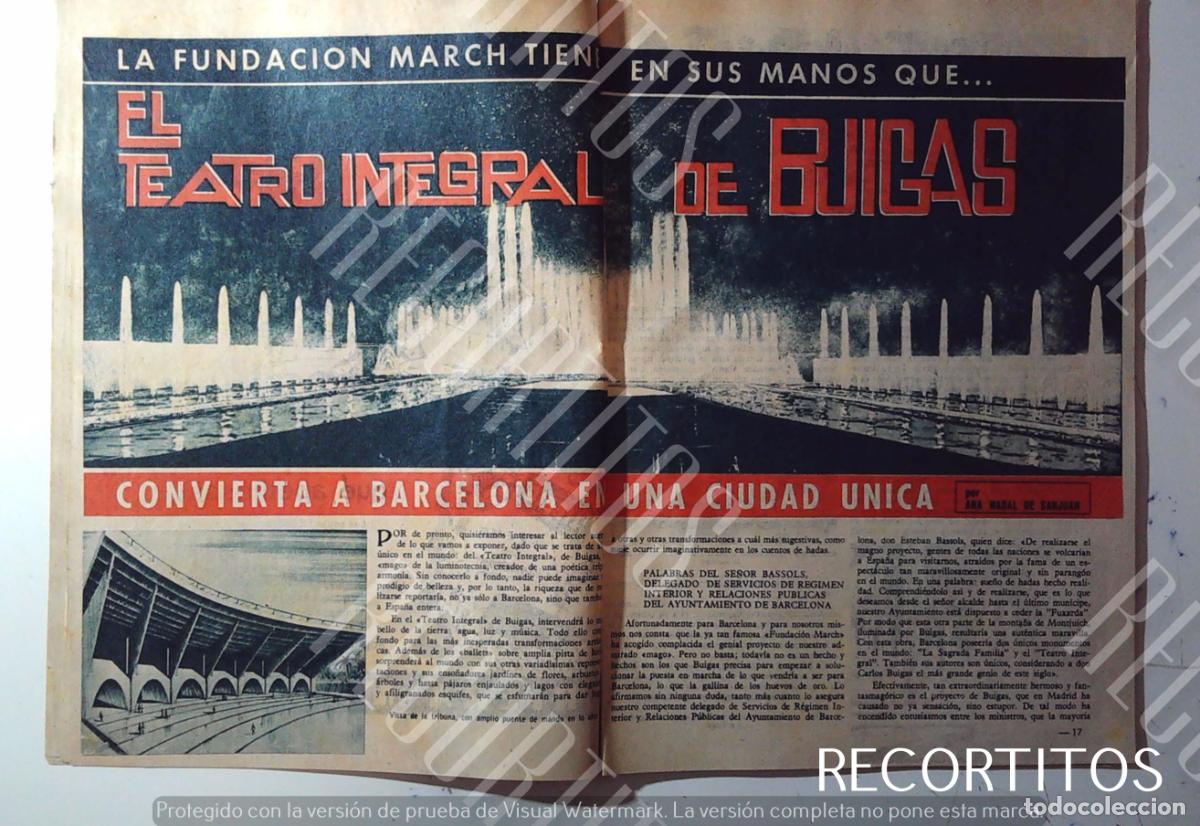 LA FUNDACION MARCH TIENE EN SUS MANOS QUE...
EL
TEATRO INTEGRAL DE BUIGAS
CONVIERTA A BARCELONA EN UNA CIUDAD UNICA
por
ANA NADAL DE SANJUAN
POR de pronto, quisiéramos interesar al lector
de lo que vamos a exponer, dado que se trata de
único en el mundo: del «Teatro Integral», de Buigas,
«mago» de la luminotecnia, creador de una poética
armonía. Sin conocerlo a fondo, nadie puede imaginar
prodigio de belleza y, por lo tanto, la riqueza que de
lizarse reportaría, no ya sólo a Barcelona, sino que
a España entera.
En el «Teatro Integral» de Buigas, intervendrá lo
bello de la tierra: agua, luz y música. Todo ello
fondo para las más inesperadas transformaciones
cas. Además de los «ballets» sobre amplia pista de
sorprenderá al mundo con sus otras variadísimas
taciones y sus ensoñadores jardines de flores,
árboles y hasta pájaros enjaulados y lagos con
y afiligranados esquifes, que se esfumarán para dar
Vista de la tribuna, con amplio puente de mando en lo alto
a otras y otras transformaciones a cuál más sugestivas, como
sólo ocurrir imaginativamente en los cuentos de hadas.
PALABRAS DEL SEÑOR BASSOLS,
DELEGADO DE SERVICIOS DE REGIMEN
INTERIOR Y RELACIONES PUBLICAS
DEL AYUNTAMIENTO DE BARCELONA
Afortunadamente para Barcelona y para nosotros
mos nos consta que la ya tan famosa «Fundación March»
ha acogido complacida el genial proyecto de nuestro
mirado «mago». Pero no basta; todavía no es un hecho y
hechos son los que Buigas precisa para empezar a
cionar la puesta en marcha de lo que vendría a ser para
Barcelona, lo que la gallina de los huevos de oro. Lo
afirmamos sin ninguna duda, tanto más cuanto lo asegura
nuestro competente delegado de Servicios de Régimen
terior y Relaciones Públicas del Ayuntamiento de Barce-
lona, don Esteban Bassols, quien dice: «De realizarse el
magno proyecto, gentes de todas las naciones se volcarían
a España para visitarnos, atraídos por la fama de un es-
pectáculo tan maravillosamente original y sin parangón
en el mundo. En una palabra: sueño de hadas hecho reali-
dad. Comprendiéndolo así y de realizarse, que es lo que
deseamos desde el señor alcalde hasta el último munícipe,
nuestro Ayuntamiento está dispuesto a ceder la "Fuxarda".
Por modo que esta otra parte de la montaña de Montjuich,
iluminada por Buigas, resultaría una auténtica maravilla.
Con esta obra, Barcelona poseería dos únicos monumentos
en el mundo: "La Sagrada Familia" y el "Teatro Inte-
gral". También sus autores son únicos, considerando a don
Carlos Buigas el más grande genio de este siglo».
Efectivamente, tan extraordinariamente hermoso y fan-
tasmagórico es el proyecto de Buigas, que en Madrid ha
causado no ya sensación, sino estupor. De tal modo ha
encendido entusiasmos entre los ministros, que la mayoría
—17
RECORTITOS
Protegido con la versión de prueba de Visual Watermark. La versión completa no pone esta marca.
todocoleccion